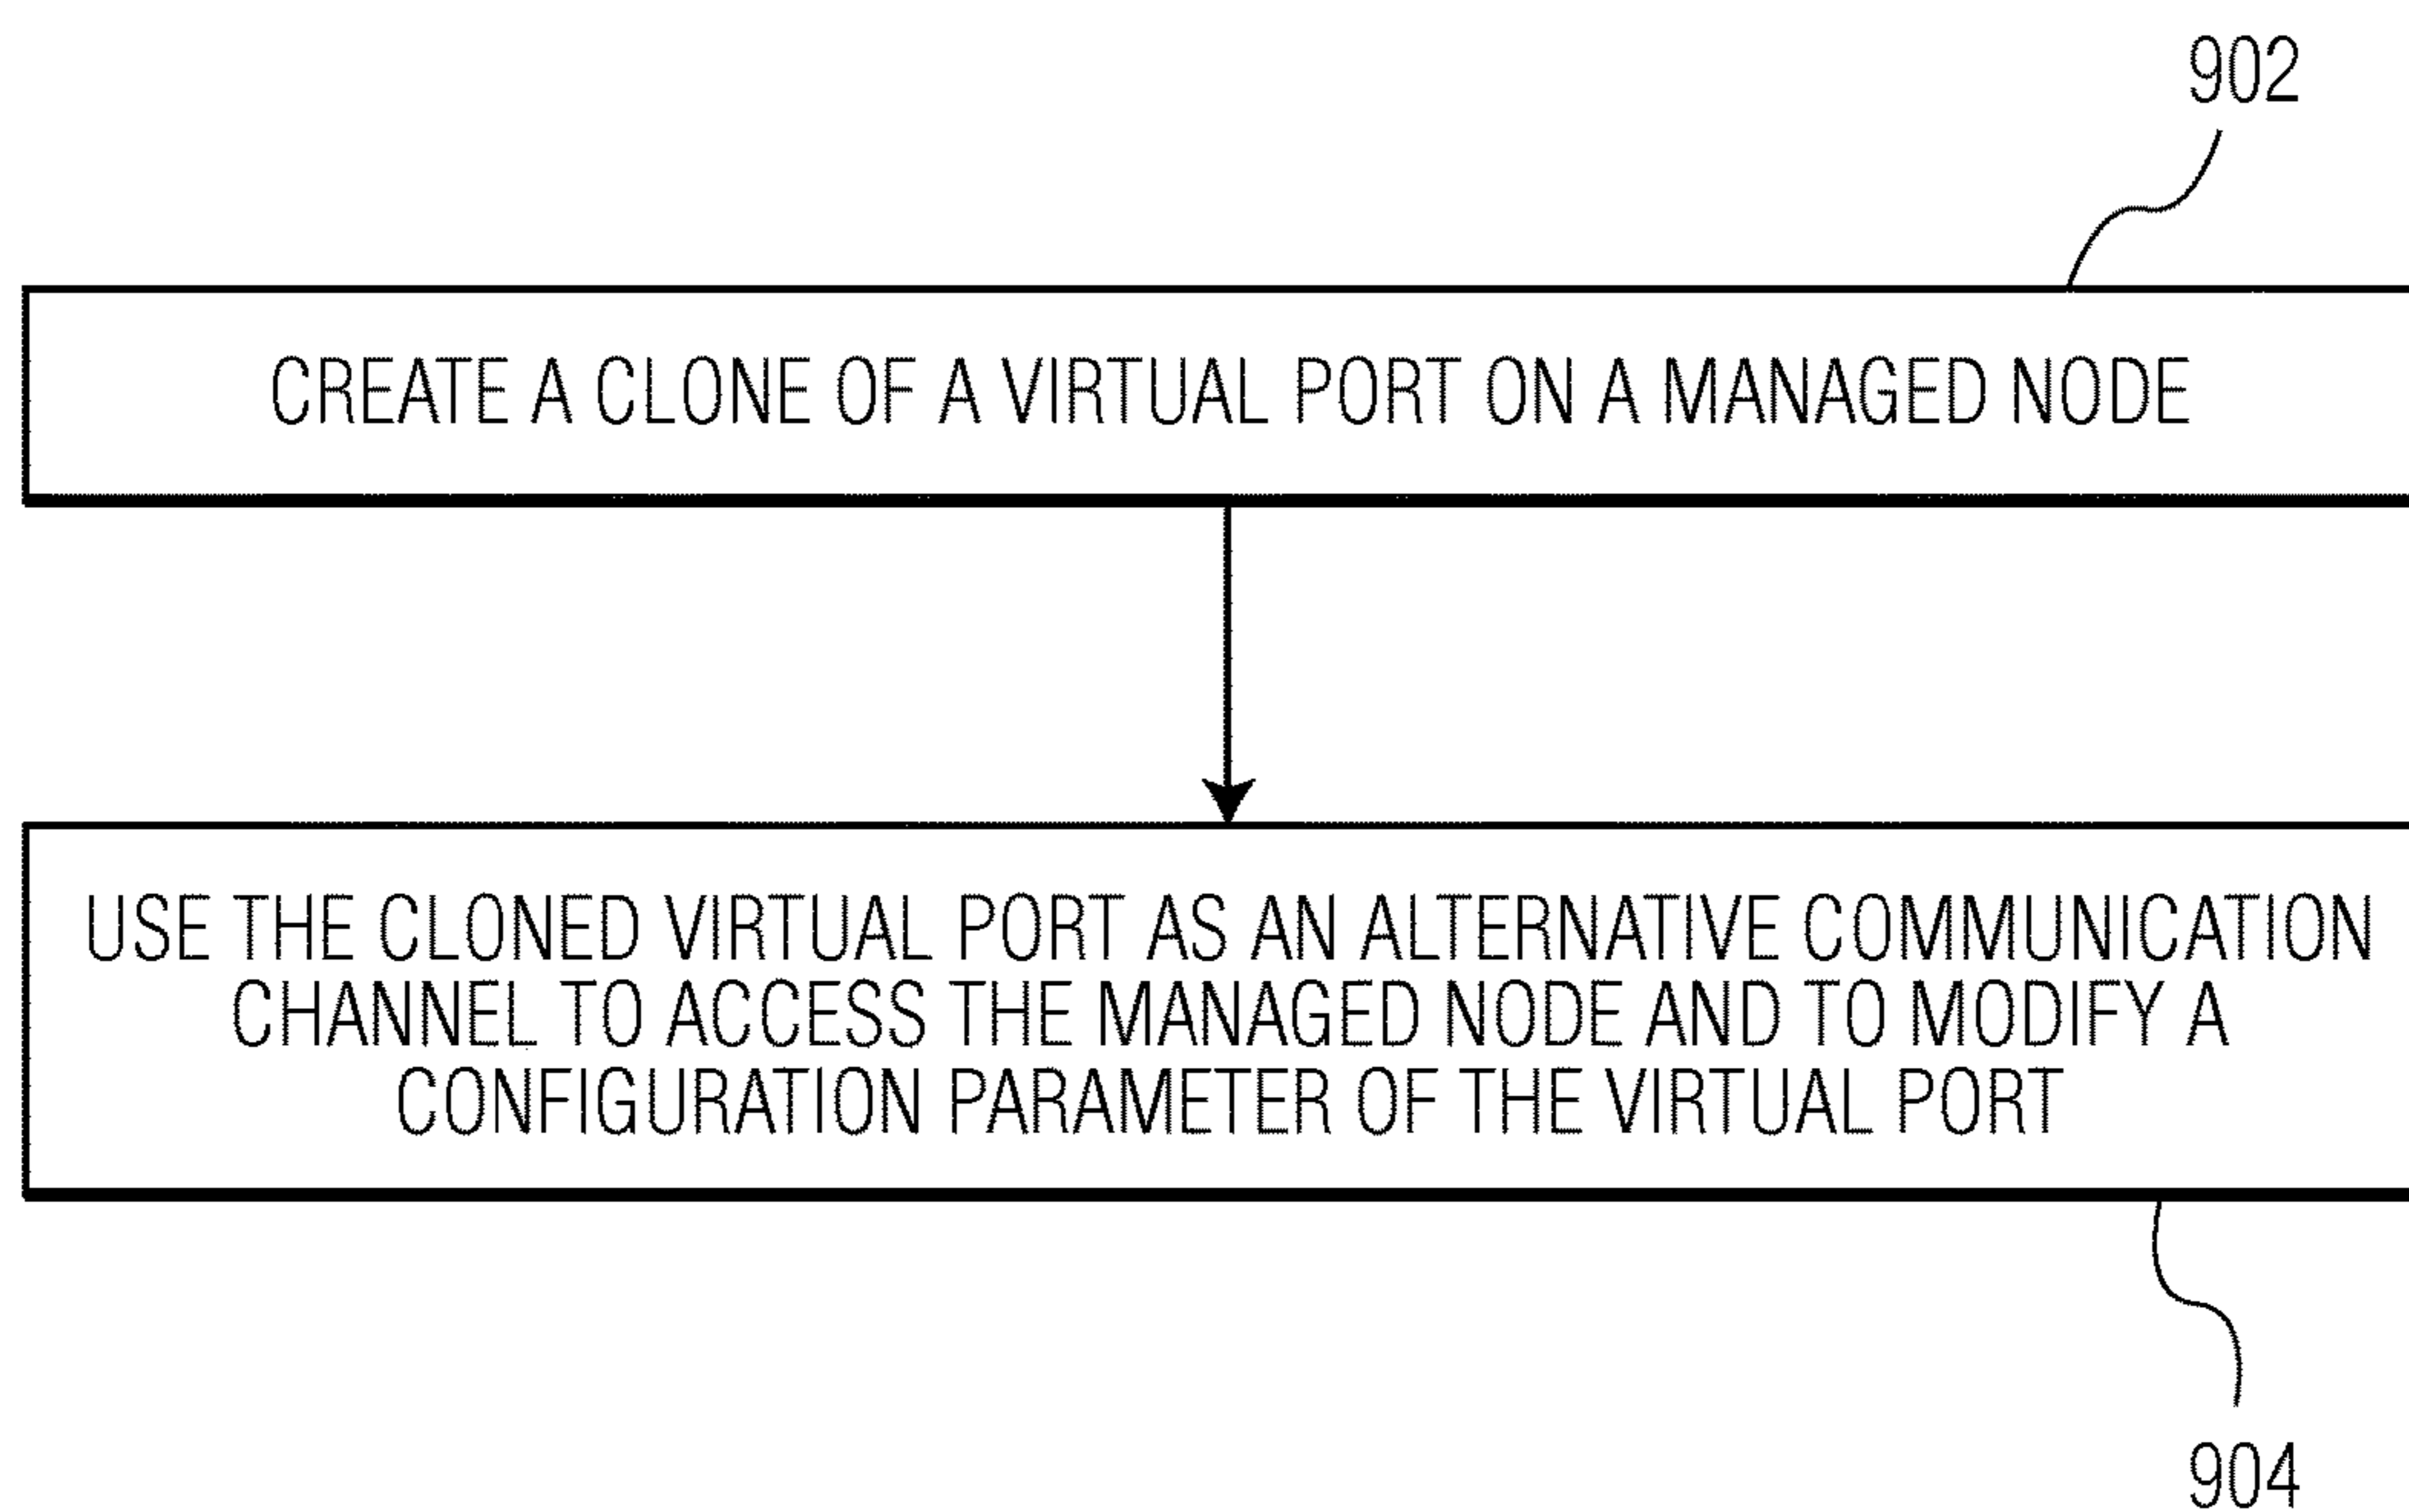 902
CREATE A CLONE OF A VIRTUAL PORT ON A MANAGED NODE
USE THE CLONED VIRTUAL PORT AS AN ALTERNATIVE COMMUNICATION
CHANNEL TO ACCESS THE MANAGED NODE AND TO MODIFY A
CONFIGURATION PARAMETER OF THE VIRTUAL PORT
904